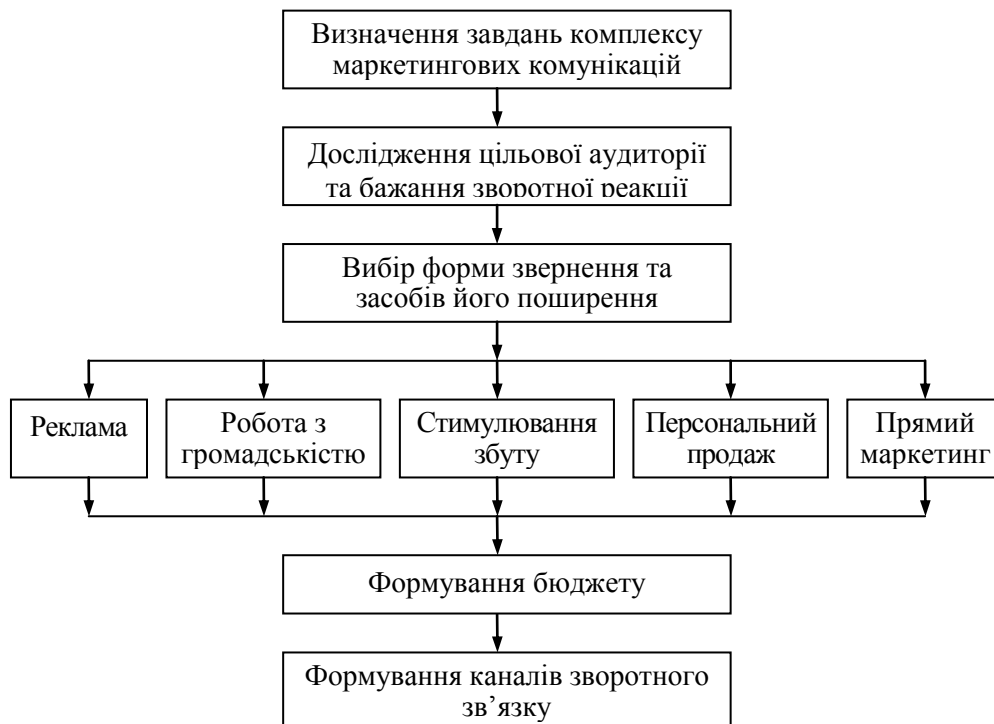 Визначення завдань комплексу
маркетингових комунікацій
Дослідження цільової аудиторії
та бажання зворотної реакції
Вибір форми звернення та
засобів його поширення
Реклама
Робота з
громадськістю
Стимулювання
збуту
Персональний
продаж
Прямий
маркетинг
Формування бюджету
Формування каналів зворотного
зв’язку